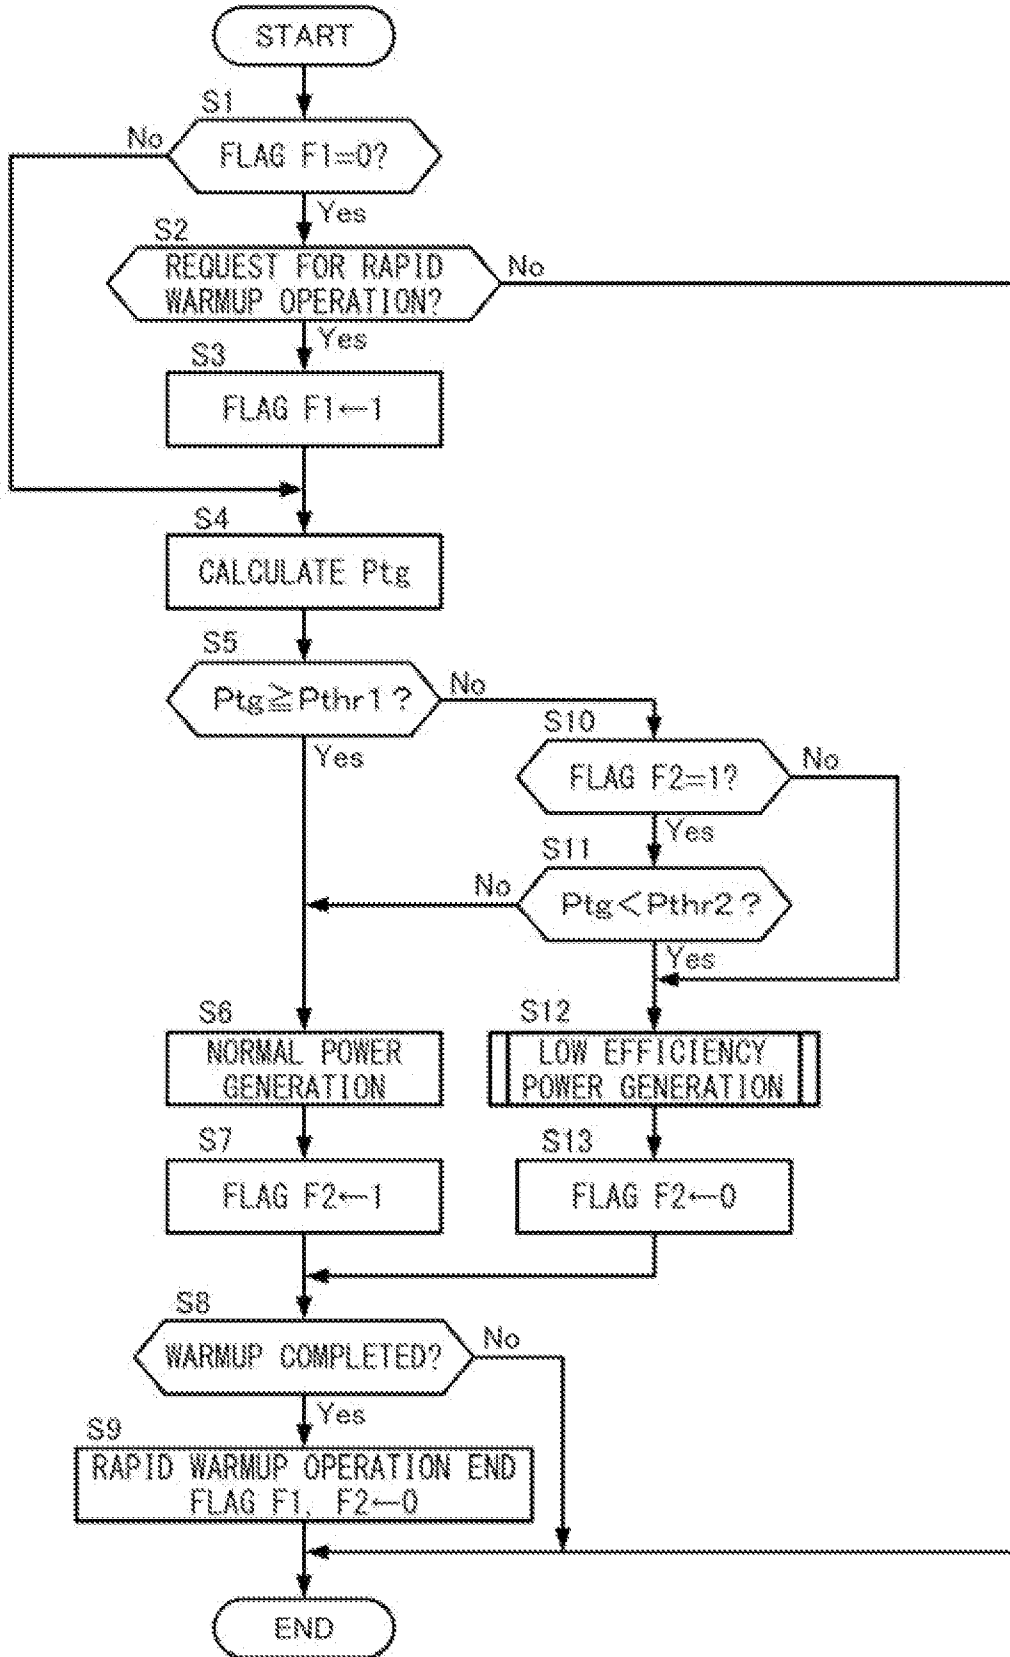 START
S1
No
FLAG F1=0?
Yes
S2
REQUEST FOR RAPID
WARMUP OPERATION?
No
Yes
S3
FLAG F1←1
S4
CALCULATE Ptg
S5
Ptg≧Pthr1?
No
Yes
S10
FLAG F2=1?
No
Yes
S11
No
Ptg<Pthr2?
Yes
S6
NORMAL POWER
GENERATION
S12
LOW EFFICIENCY
POWER GENERATION
S7
FLAG F2←1
S13
FLAG F2←0
S8
WARMUP COMPLETED?
No
Yes
S9
RAPID WARMUP OPERATION END
FLAG F1, F2←0
END